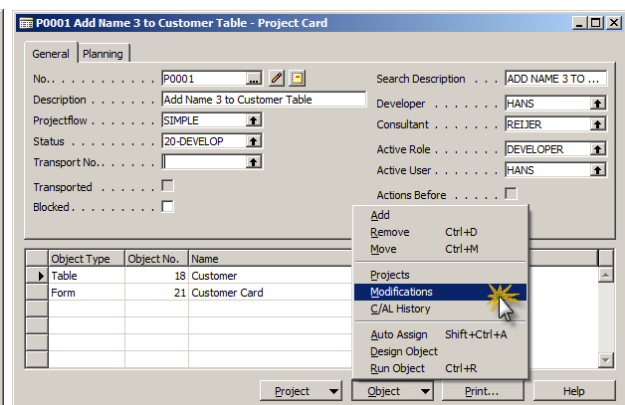 P0001 Add Name 3 to Customer Table - Project Card
General Planning
No. . . . . . . . . . . . . P0001 ...
Description . . . . . . . . Add Name 3 to Customer Table
Projectflow . . . . . . . . SIMPLE
Status . . . . . . . . . . . 20-DEVELOP
Transport No. . . . . . .
Transported . . . . . .
Blocked. . . . . . . . . .
Search Description . . . ADD NAME 3 TO ...
Developer . . . . . . . HANS
Consultant . . . . . . . REIJER
Active Role . . . . . . . DEVELOPER
Active User . . . . . . . HANS
Actions Before . . . . .
Object Type Object No. Name
Table 18 Customer
Form 21 Customer Card
Add
Remove Ctrl+D
Move Ctrl+M
Projects
Modifications
C/AL History
Auto Assign Shift+Ctrl+A
Design Object
Run Object Ctrl+R
Project Object Print... Help